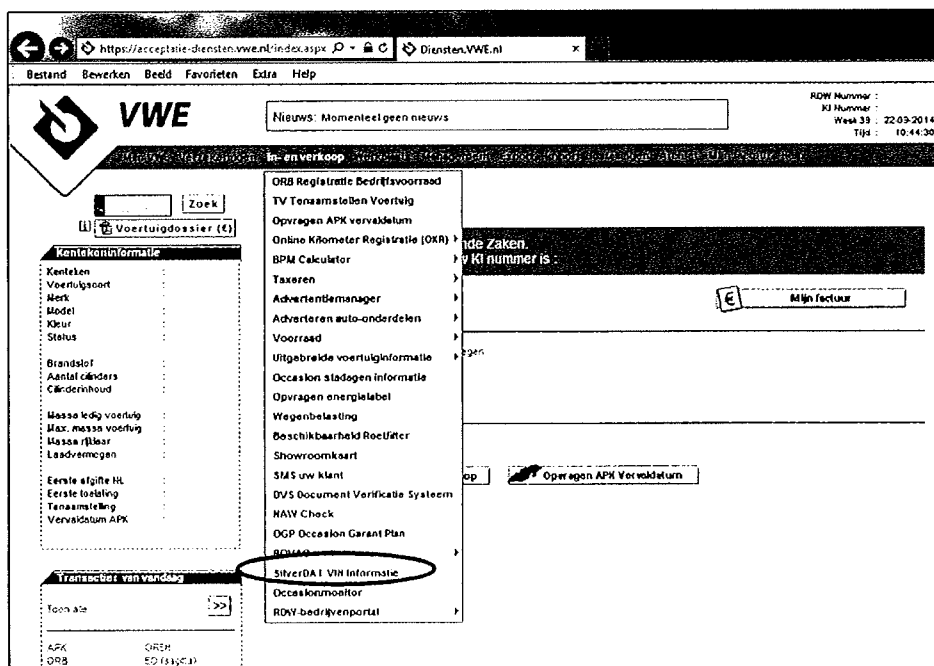 https://acceptatie-diensten.vwe.nl/index.aspx
Diensten.VWE.nl
Bestand Bewerken Beeld Favorieten Extra Help
VWE
Nieuws: Momenteel geen nieuws
RDW Nummer :
KI Nummer :
Week 39 : 22-09-2014
Tijd : 10:44:30
In- en verkoop
Zoek
Voertuigdossier (€)
Kentekeninformatie
Kenteken :
Voertuigsoort :
Merk :
Model :
Kleur :
Status :
Brandstof :
Aantal cilinders :
Cilinderinhoud :
Massa ledig voertuig :
Max. massa voertuig :
Massa rijklaar :
Laadvermogen :
Eerste afgifte NL :
Eerste toelating :
Tenaamstelling :
Vervaldatum APK :
Transacties van vandaag
Toon alle >>
APK
ORB
ORB Registratie Bedrijfsvoorraad
TV Tenaamstellen Voertuig
Opvragen APK vervaldatum
Online Kilometer Registratie (OKR)
BPM Calculator
Taxeren
Advertentiemanager
Adverteren auto-onderdelen
Voorraad
Uitgebreide voertuiginformatie
Occasion stadagen informatie
Opvragen energielabel
Wegenbelasting
Beschikbaarheid Roetfilter
Showroomkaart
SMS uw klant
DVS Document Verificatie Systeem
NAW Check
OGP Occasion Garant Plan
SilverDAT VIN Informatie
Occasionmonitor
RDW-bedrijvenportal
nde Zaken.
w KI nummer is :
€ Mijn factuur
egen
op
Opvragen APK Vervaldatum